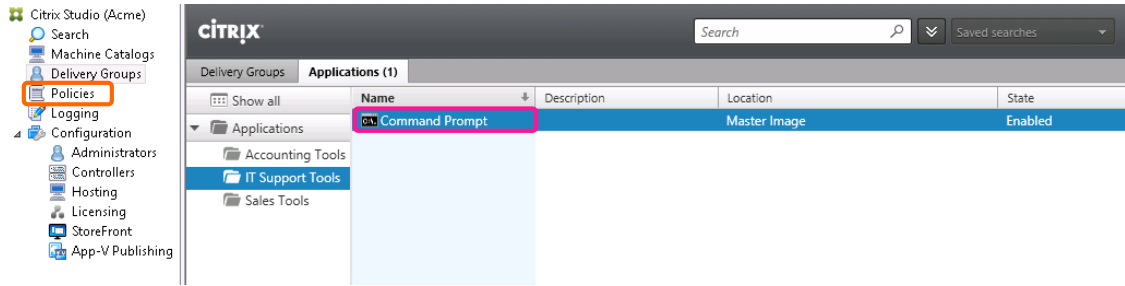 Citrix Studio (Acme)
Search
Machine Catalogs
Delivery Groups
Policies
Logging
Configuration
Administrators
Controllers
Hosting
Licensing
StoreFront
App-V Publishing
CITRIX
Search
Saved searches
Delivery Groups Applications (1)
Show all
Applications
Accounting Tools
IT Support Tools
Sales Tools
Name Description Location State
Command Prompt Master Image Enabled